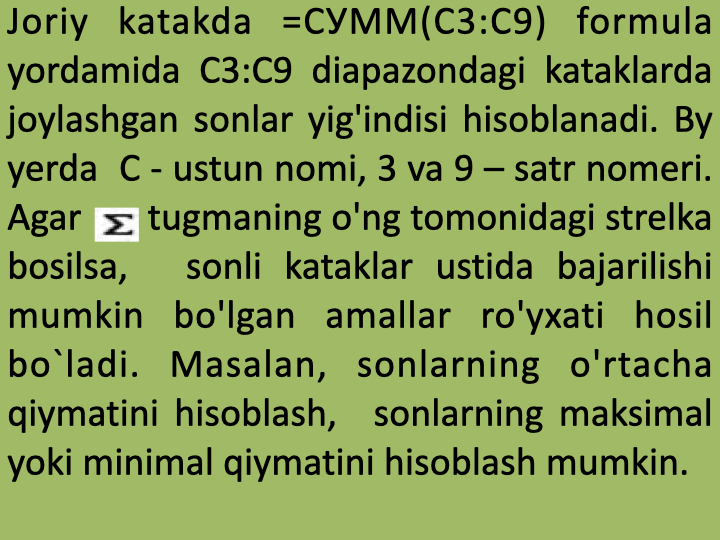 Joriy katakda =СУММ(C3:C9) formula
yordamida C3:C9 diapazondagi kataklarda
joylashgan sonlar yig'indisi hisoblanadi. By
yerda C - ustun nomi, 3 va 9 – satr nomeri.
Agar Σ tugmaning o'ng tomonidagi strelka
bosilsa, sonli kataklar ustida bajarilishi
mumkin bo'lgan amallar ro'yxati hosil
bo`ladi. Masalan, sonlarning o'rtacha
qiymatini hisoblash, sonlarning maksimal
yoki minimal qiymatini hisoblash mumkin.